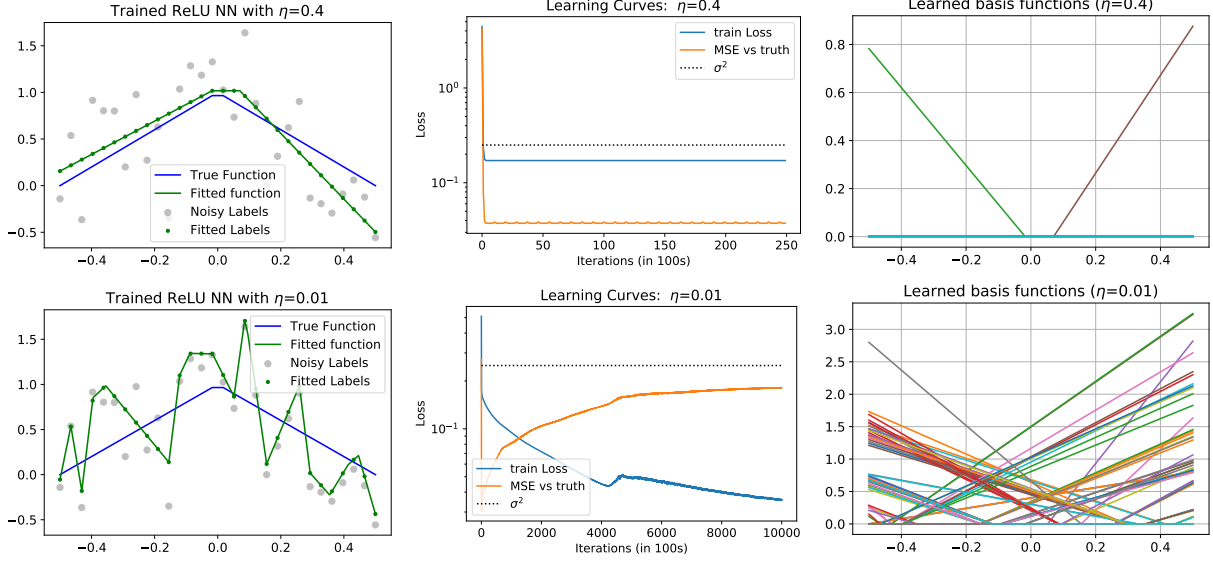 Trained ReLU NN with η=0.4
1.5
1.0
0.5
0.0
−0.5
−0.4
−0.2
0.0
0.2
0.4
True Function
Fitted function
Noisy Labels
Fitted Labels
Learning Curves: η=0.4
Loss
10⁰
10⁻¹
0
50
100
150
200
250
Iterations (in 100s)
train Loss
MSE vs truth
σ²
Learned basis functions (η=0.4)
0.8
0.6
0.4
0.2
0.0
−0.4
−0.2
0.0
0.2
0.4
Trained ReLU NN with η=0.01
1.5
1.0
0.5
0.0
−0.5
−0.4
−0.2
0.0
0.2
0.4
True Function
Fitted function
Noisy Labels
Fitted Labels
Learning Curves: η=0.01
Loss
10⁻¹
0
2000
4000
6000
8000
10000
Iterations (in 100s)
train Loss
MSE vs truth
σ²
Learned basis functions (η=0.01)
3.0
2.5
2.0
1.5
1.0
0.5
0.0
−0.4
−0.2
0.0
0.2
0.4